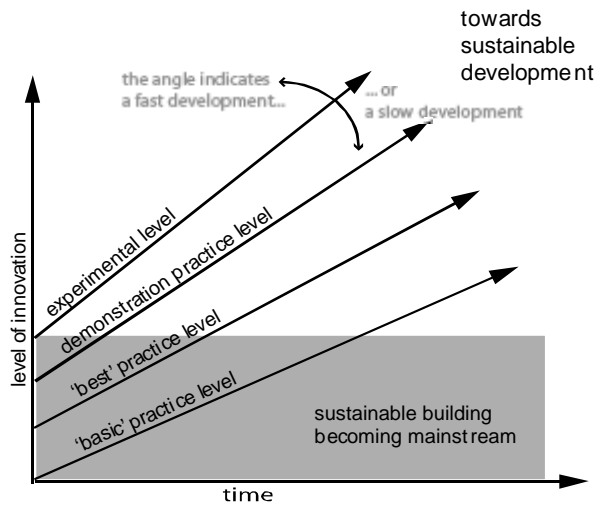 towards
sustainable
development
the angle indicates
a fast development...
... or
a slow development
experimental level
demonstration practice level
'best' practice level
'basic' practice level
level of innovation
sustainable building
becoming mainstream
time